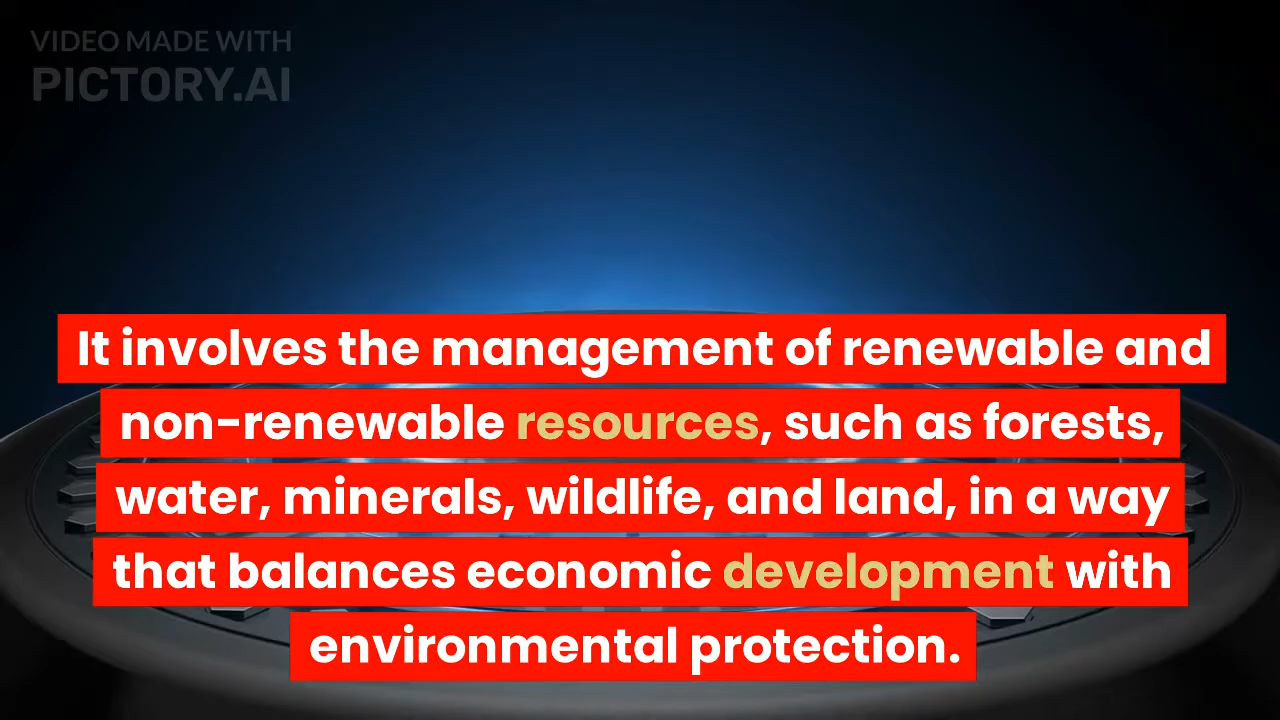 VIDEO MADE WITH
PICTORY.AI
It involves the management of renewable and
non-renewable resources, such as forests,
water, minerals, wildlife, and land, in a way
that balances economic development with
environmental protection.